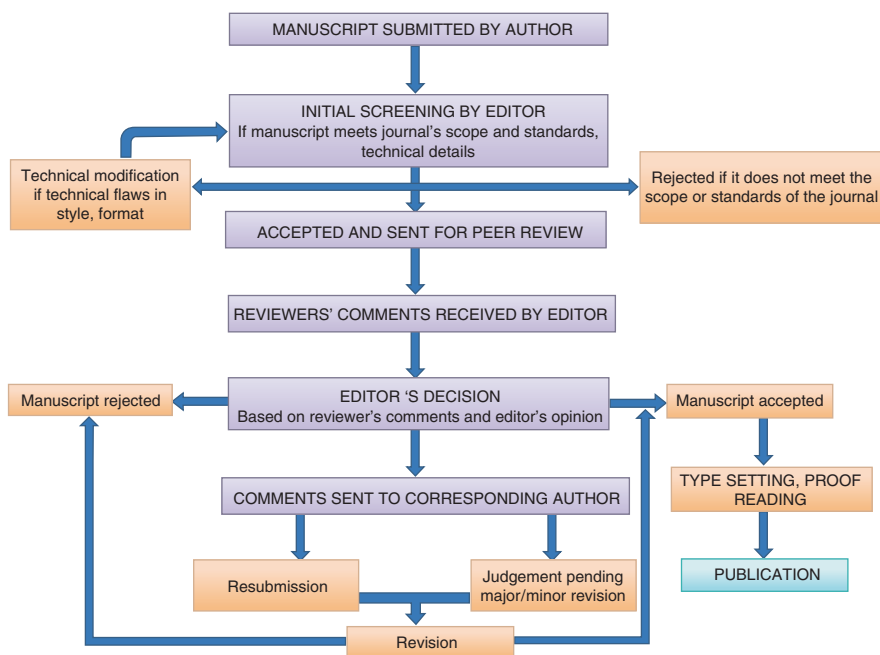 MANUSCRIPT SUBMITTED BY AUTHOR
INITIAL SCREENING BY EDITOR
If manuscript meets journal's scope and standards,
technical details
Technical modification
if technical flaws in
style, format
Rejected if it does not meet the
scope or standards of the journal
ACCEPTED AND SENT FOR PEER REVIEW
REVIEWERS' COMMENTS RECEIVED BY EDITOR
Manuscript rejected
EDITOR 'S DECISION
Based on reviewer's comments and editor's opinion
Manuscript accepted
COMMENTS SENT TO CORRESPONDING AUTHOR
TYPE SETTING, PROOF
READING
Resubmission
Judgement pending
major/minor revision
PUBLICATION
Revision